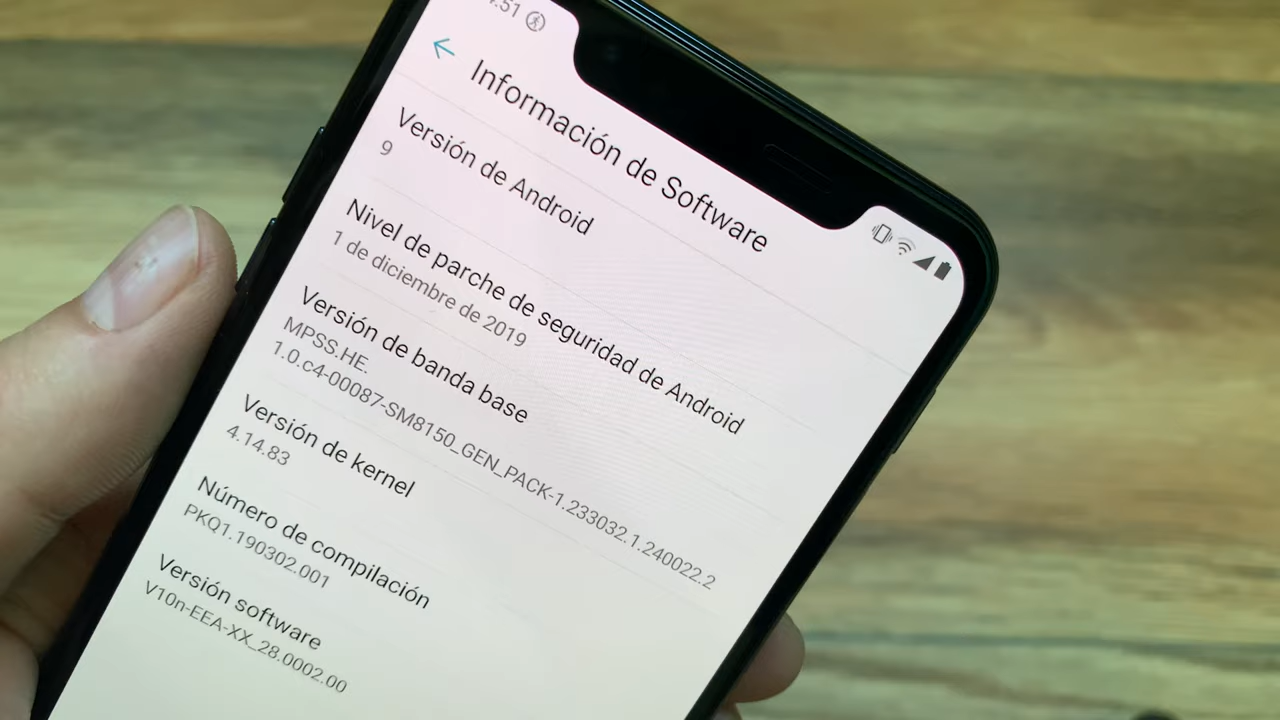 :51
Información de Software
Versión de Android
9
Nivel de parche de seguridad de Android
1 de diciembre de 2019
Versión de banda base
MPSS.HE.
1.0.c4-00087-SM8150_GEN_PACK-1.233032.1.240022.2
Versión de kernel
4.14.83
Número de compilación
PKQ1.190302.001
Versión software
V10n-EEA-XX_28.0002.00